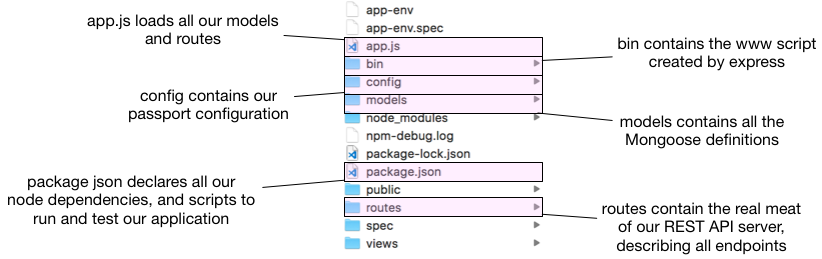 app.js loads all our models
and routes
config contains our
passport configuration
package json declares all our
node dependencies, and scripts to
run and test our application
app-env
app-env.spec
app.js
bin
config
models
node_modules
npm-debug.log
package-lock.json
package.json
public
routes
spec
views
bin contains the www script
created by express
models contains all the
Mongoose definitions
routes contain the real meat
of our REST API server,
describing all endpoints